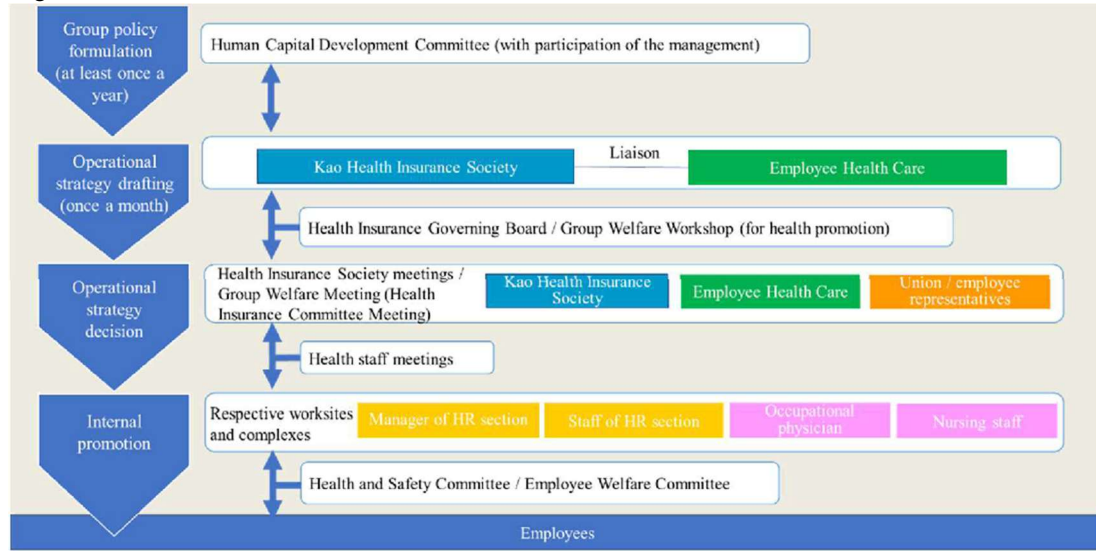 Group policy
formulation
(at least once a
year)
Human Capital Development Committee (with participation of the management)
Operational
strategy drafting
(once a month)
Kao Health Insurance Society
Liaison
Employee Health Care
Health Insurance Governing Board / Group Welfare Workshop (for health promotion)
Operational
strategy
decision
Health Insurance Society meetings /
Group Welfare Meeting (Health
Insurance Committee Meeting)
Kao Health Insurance
Society
Employee Health Care
Union / employee
representatives
Health staff meetings
Internal
promotion
Respective worksites
and complexes
Manager of HR section
Staff of HR section
Occupational
physician
Nursing staff
Health and Safety Committee / Employee Welfare Committee
Employees